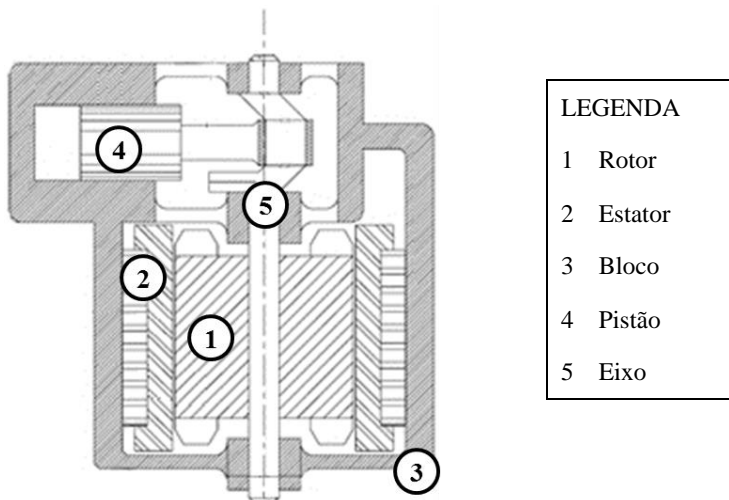 4
5
2
1
3
LEGENDA
1 Rotor
2 Estator
3 Bloco
4 Pistão
5 Eixo